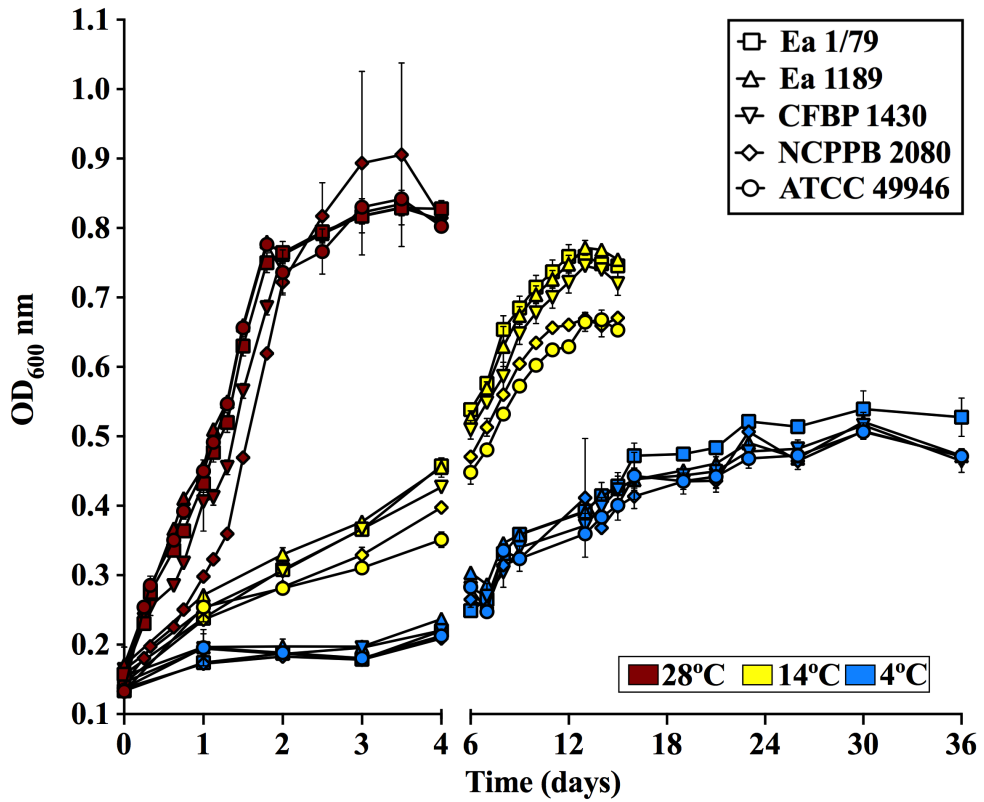 Ea 1/79
Ea 1189
CFBP 1430
NCPPB 2080
ATCC 49946
1.1
1.0
0.9
0.8
0.7
0.6
0.5
0.4
0.3
0.2
0.1
OD600 nm
28ºC 14ºC 4ºC
0 1 2 3 4 6 12 18 24 30 36
Time (days)